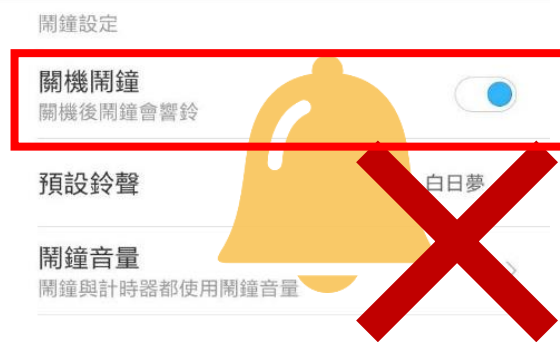 鬧鐘設定
關機鬧鐘
關機後鬧鐘會響鈴
預設鈴聲
白日夢
鬧鐘音量
鬧鐘與計時器都使用鬧鐘音量